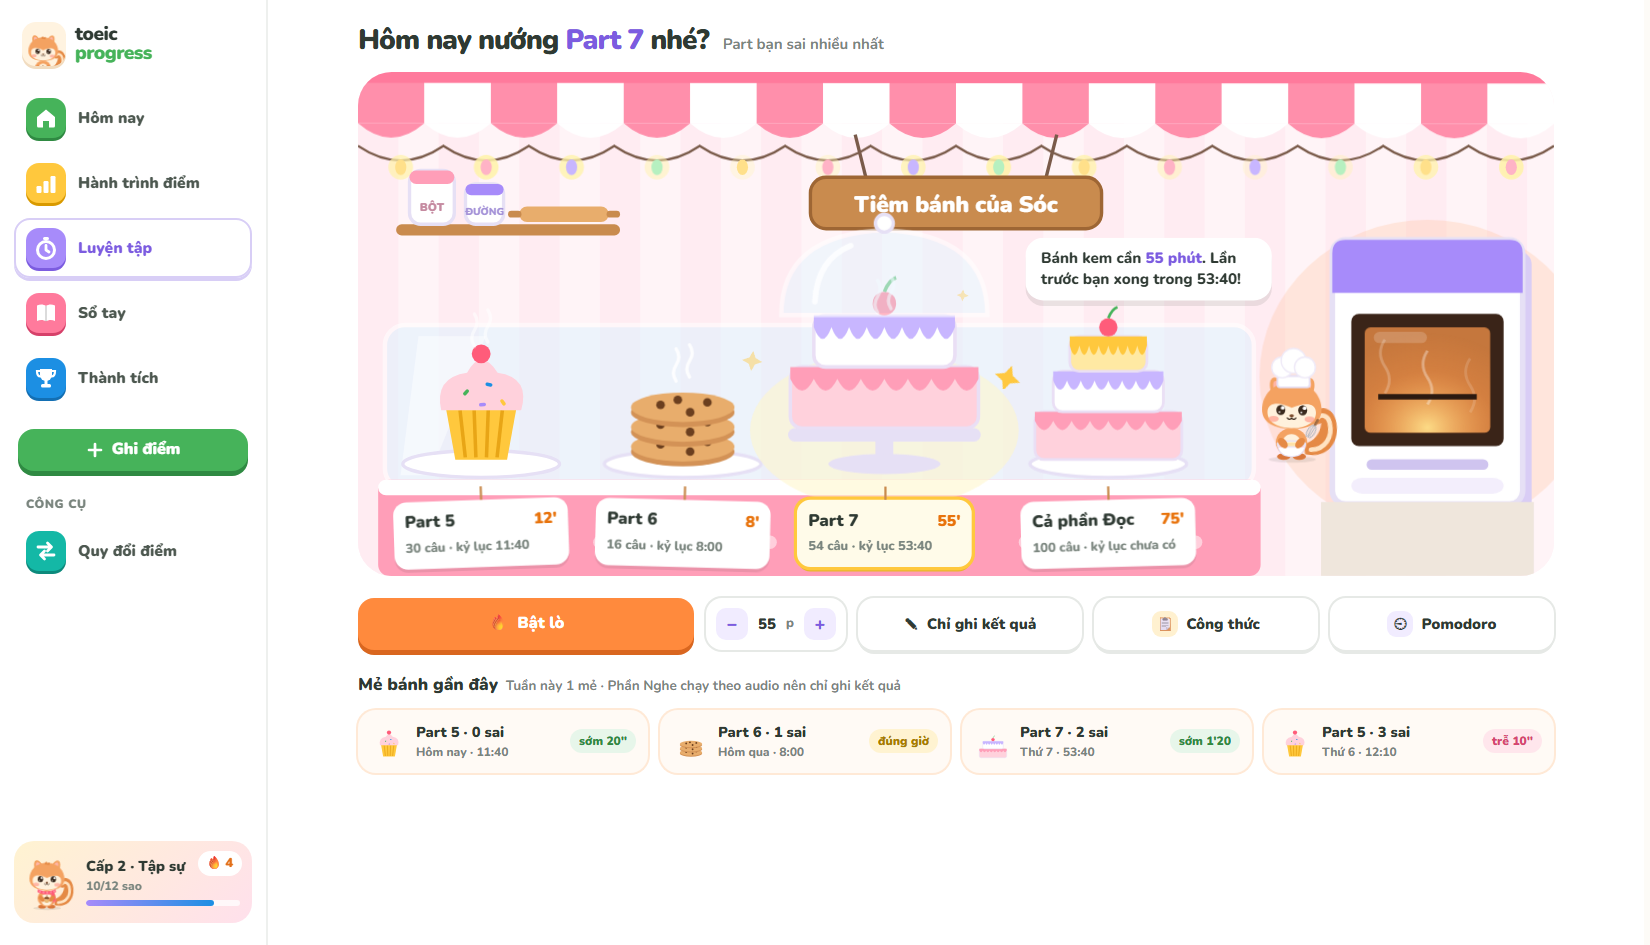 toeic
progress
Hôm nay
Hành trình điểm
Luyện tập
Sổ tay
Thành tích
+ Ghi điểm
CÔNG CỤ
Quy đổi điểm
Cấp 2 · Tập sự
4
10/12 sao
Hôm nay nướng Part 7 nhé? Part bạn sai nhiều nhất
BỘT
ĐƯỜNG
Tiệm bánh của Sóc
Bánh kem cần 55 phút. Lần
trước bạn xong trong 53:40!
Part 5 12'
30 câu · kỷ lục 11:40
Part 6 8'
16 câu · kỷ lục 8:00
Part 7 55'
54 câu · kỷ lục 53:40
Cả phần Đọc 75'
100 câu · kỷ lục chưa có
Bật lò
− 55 p +
Chỉ ghi kết quả
Công thức
Pomodoro
Mẻ bánh gần đây Tuần này 1 mẻ · Phần Nghe chạy theo audio nên chỉ ghi kết quả
Part 5 · 0 sai
Hôm nay · 11:40
sớm 20"
Part 6 · 1 sai
Hôm qua · 8:00
đúng giờ
Part 7 · 2 sai
Thứ 7 · 53:40
sớm 1'20
Part 5 · 3 sai
Thứ 6 · 12:10
trễ 10"